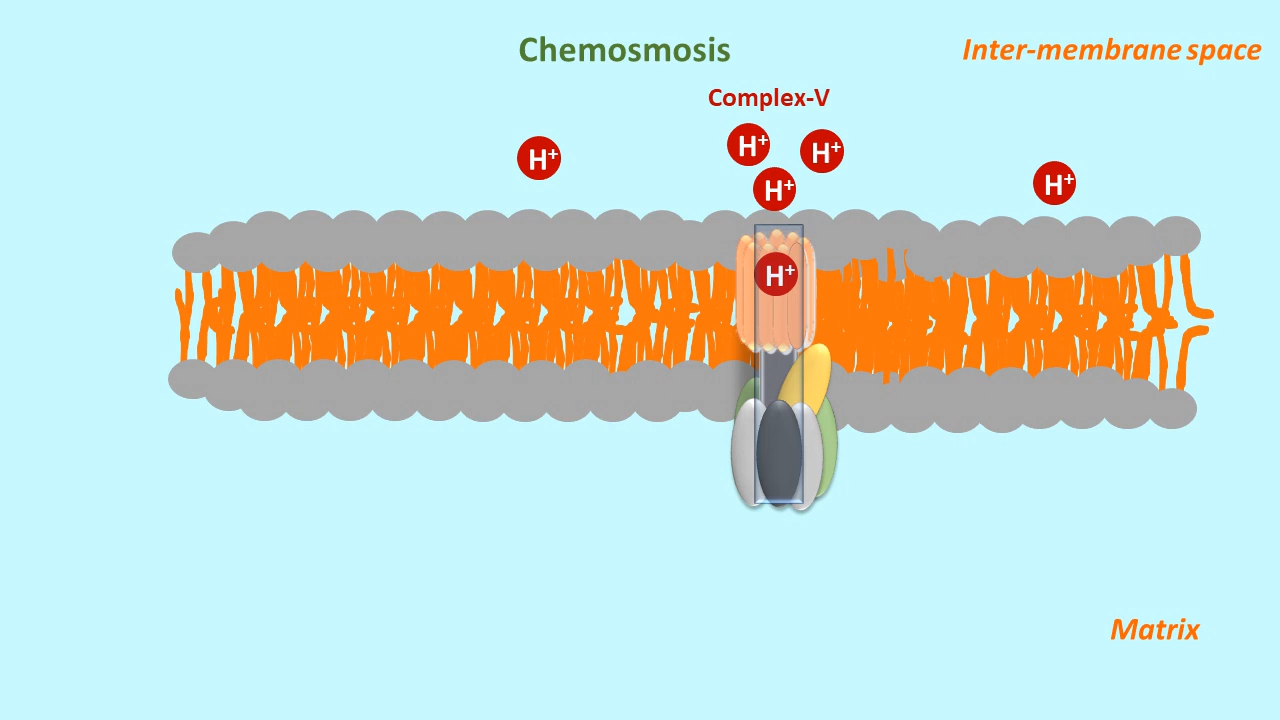 Chemosmosis
Inter-membrane space
Complex-V
H+
H+
H+
H+
H+
H+
Matrix